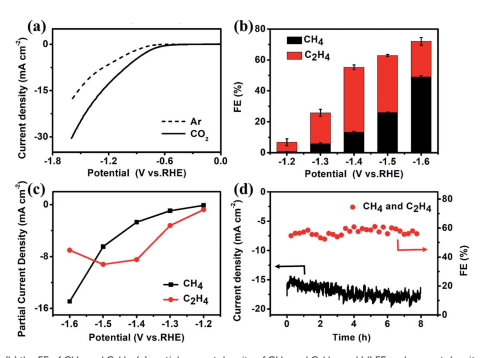 (a)
Current density (mA cm⁻²)
0
-10
-20
-30
Ar
CO₂
-1.8
-1.2
-0.6
0.0
Potential (V vs.RHE)
(b)
FE (%)
80
60
40
20
0
CH₄
C₂H₄
-1.2
-1.3
-1.4
-1.5
-1.6
Potential (V vs.RHE)
(c)
Partial Current Density (mA cm⁻²)
0
-4
-8
-12
-16
CH₄
C₂H₄
-1.6
-1.5
-1.4
-1.3
-1.2
Potential (V vs.RHE)
(d)
Current density (mA cm⁻²)
0
-5
-10
-15
-20
CH₄ and C₂H₄
80
60
40
20
0
FE (%)
0
2
4
6
8
Time (h)